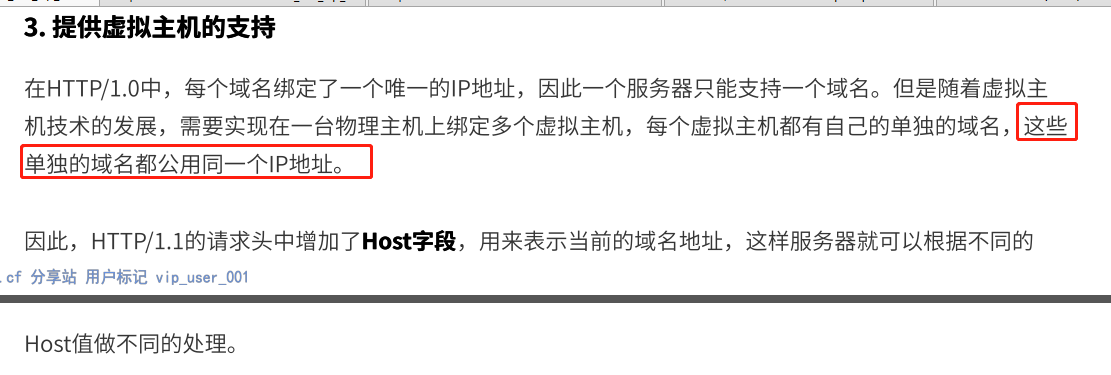 3. 提供虚拟主机的支持
在HTTP/1.0中，每个域名绑定了一个唯一的IP地址，因此一个服务器只能支持一个域名。但是随着虚拟主
机技术的发展，需要实现在一台物理主机上绑定多个虚拟主机，每个虚拟主机都有自己的单独的域名，这些
单独的域名都公用同一个IP地址。
因此，HTTP/1.1的请求头中增加了Host字段，用来表示当前的域名地址，这样服务器就可以根据不同的
.cf 分享站 用户标记 vip_user_001
Host值做不同的处理。